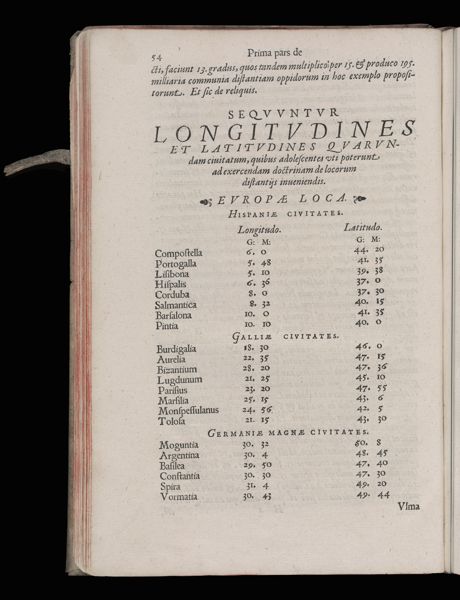 54 Prima pars de
cti, faciunt 13. gradus, quos tandem multiplico per 15. & produco 195.
milliaria communia distantiam oppidorum in hoc exemplo proposi-
torum. Et sic de reliquis.
SEQVVNTVR
LONGITVDINES
ET LATITVDINES QVARVN-
dam ciuitatum, quibus adolescentes vti poterunt
ad exercendam doctrinam de locorum
distantijs inueniendis.
EVROPÆ LOCA.
HISPANIÆ CIVITATES.
Longitudo. Latitudo.
G: M: G: M:
Compostella 6. 0 44. 20
Portogalla 5. 48 41. 35
Lisibona 5. 10 39. 38
Hispalis 6. 36 37. 0
Corduba 8. 0 37. 30
Salmantica 8. 32 40. 15
Barsalona 10. 0 41. 35
Pintia 10. 10 40. 0
GALLIÆ CIVITATES.
Burdigalia 18. 30 46. 0
Aurelia 22. 35 47. 15
Bizantium 28. 20 47. 36
Lugdunum 21. 25 45. 10
Parisius 23. 20 47. 55
Marsilia 25. 15 43. 6
Monspessulanus 24. 56 42. 5
Tolosa 21. 15 43. 30
GERMANIÆ MAGNÆ CIVITATES.
Moguntia 30. 32 50. 8
Argentina 30. 4 48. 45
Basilea 29. 50 47. 40
Constantia 30. 30 47. 30
Spira 31. 4 49. 20
Vormatia 30. 43 49. 44
Vlma